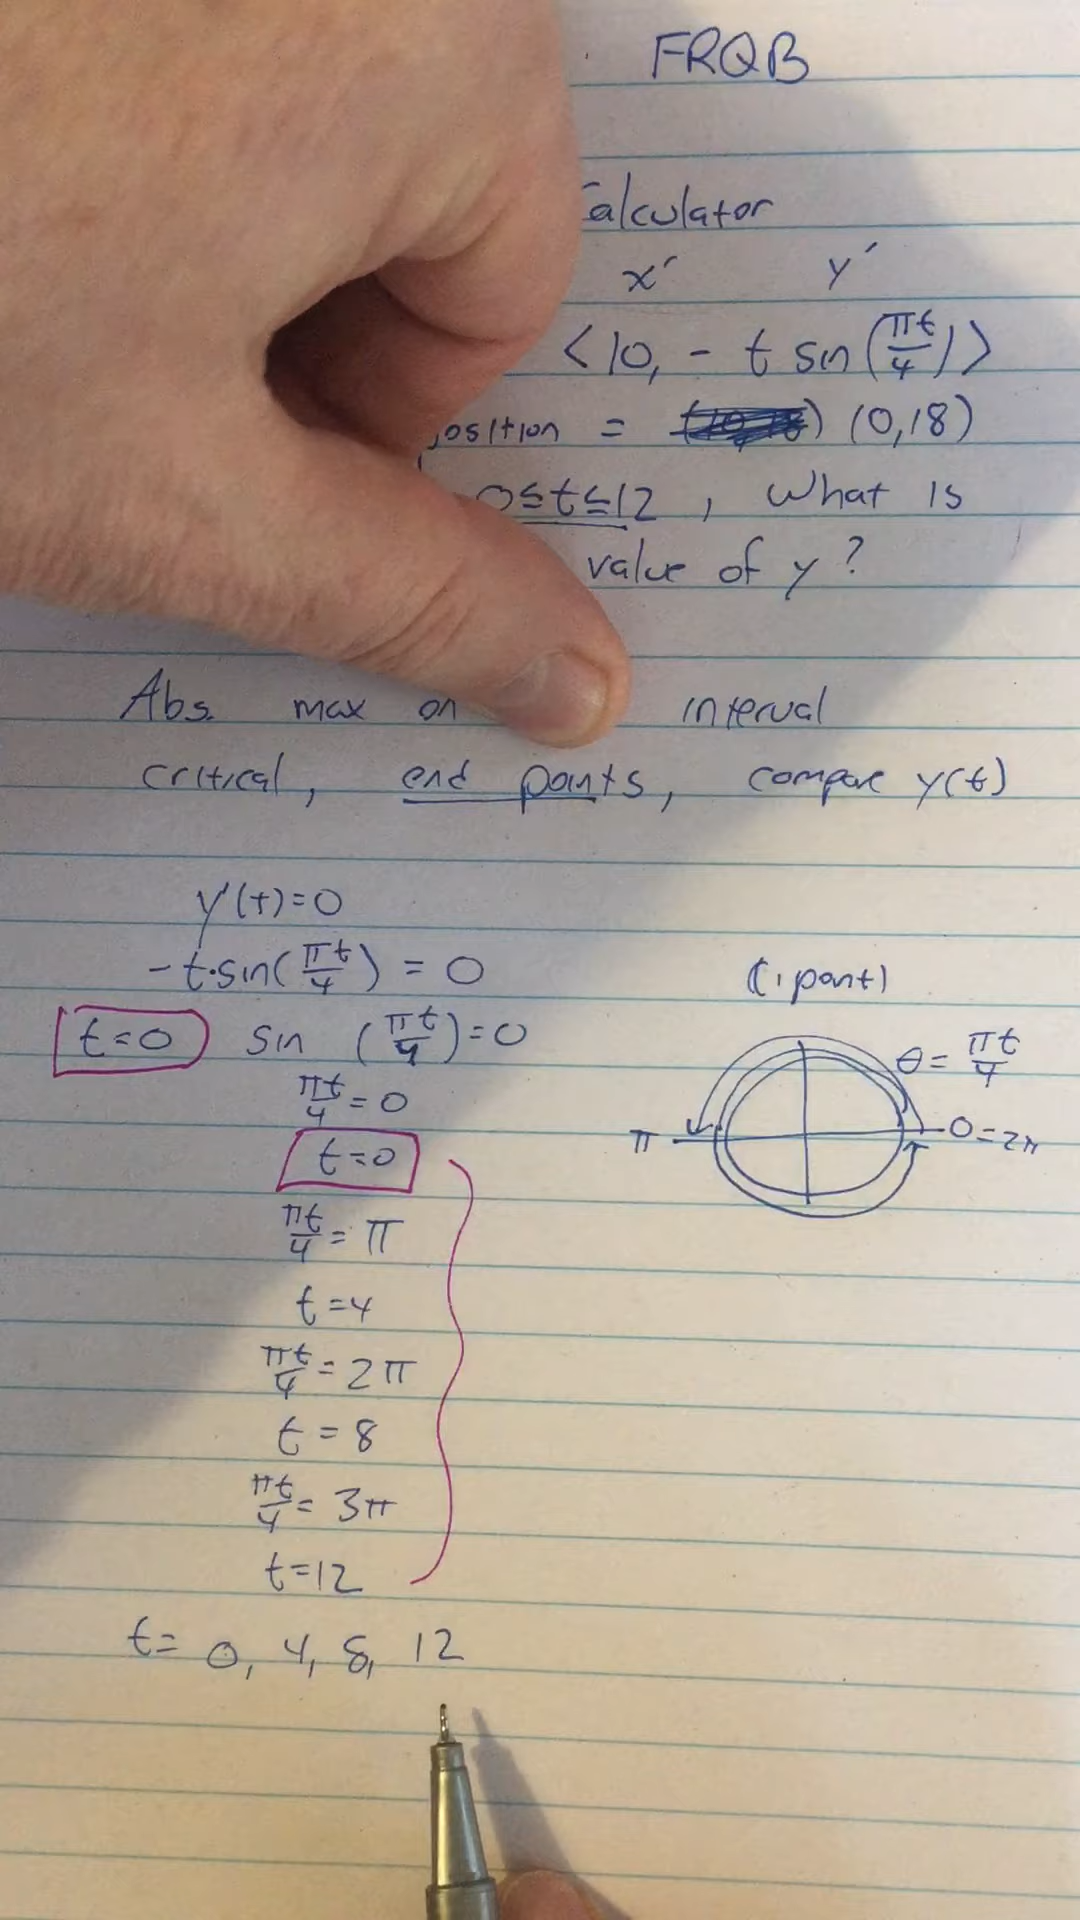 FRQB
alculator
x′ y′
<10, - t sin(πt/4)>
osition = (0,18)
0≤t≤12, What is
value of y?
Abs. max on interval
critical, end points, compare y(t)
y'(t)=0
-t·sin(πt/4) = 0
(1 point)
t=0 sin (πt/4)=0
θ = πt/4
πt/4 = 0
π 0=2π
t=0
πt/4 = π
t=4
πt/4 = 2π
t = 8
πt/4 = 3π
t=12
t= 0, 4, 8, 12